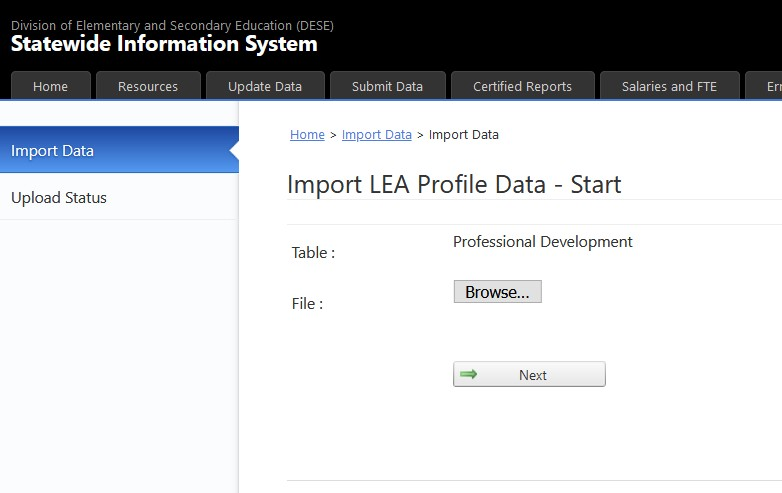 Division of Elementary and Secondary Education (DESE)
Statewide Information System
Home Resources Update Data Submit Data Certified Reports Salaries and FTE
Import Data
Upload Status
Home > Import Data > Import Data
Import LEA Profile Data - Start
Table : Professional Development
File : Browse...
Next